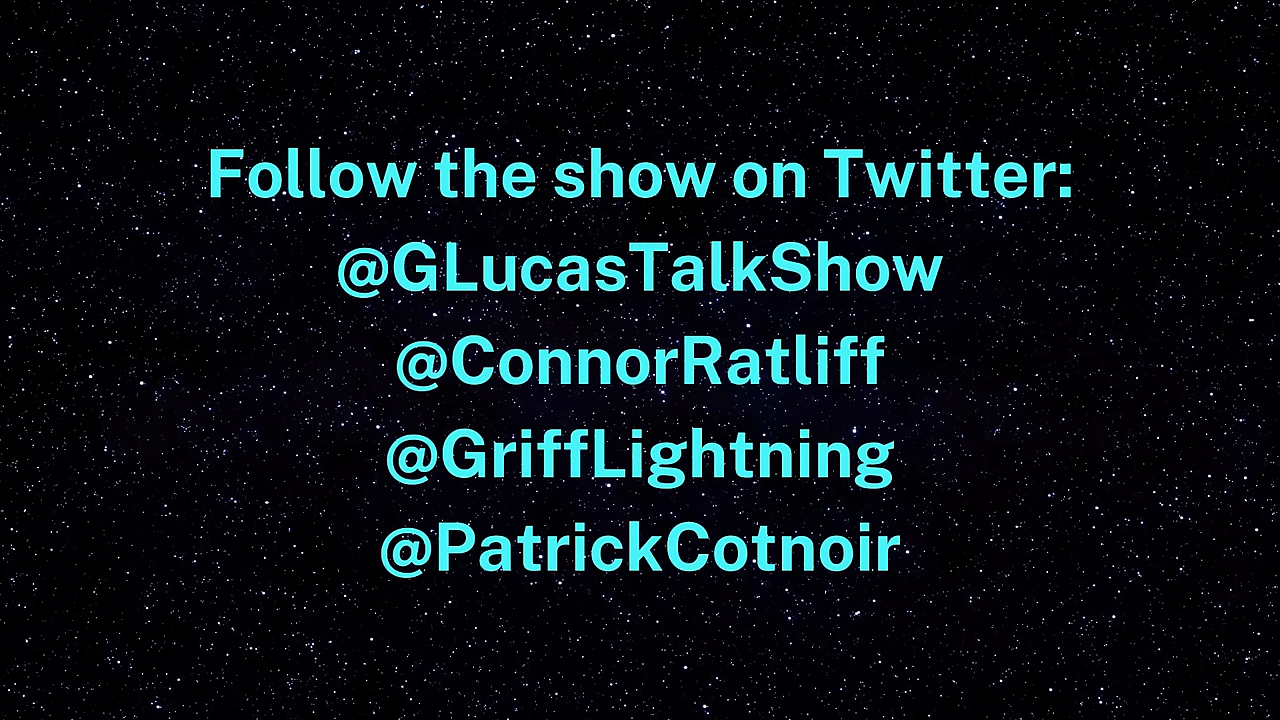 Follow the show on Twitter:
@GLucasTalkShow
@ConnorRatliff
@GriffLightning
@PatrickCotnoir